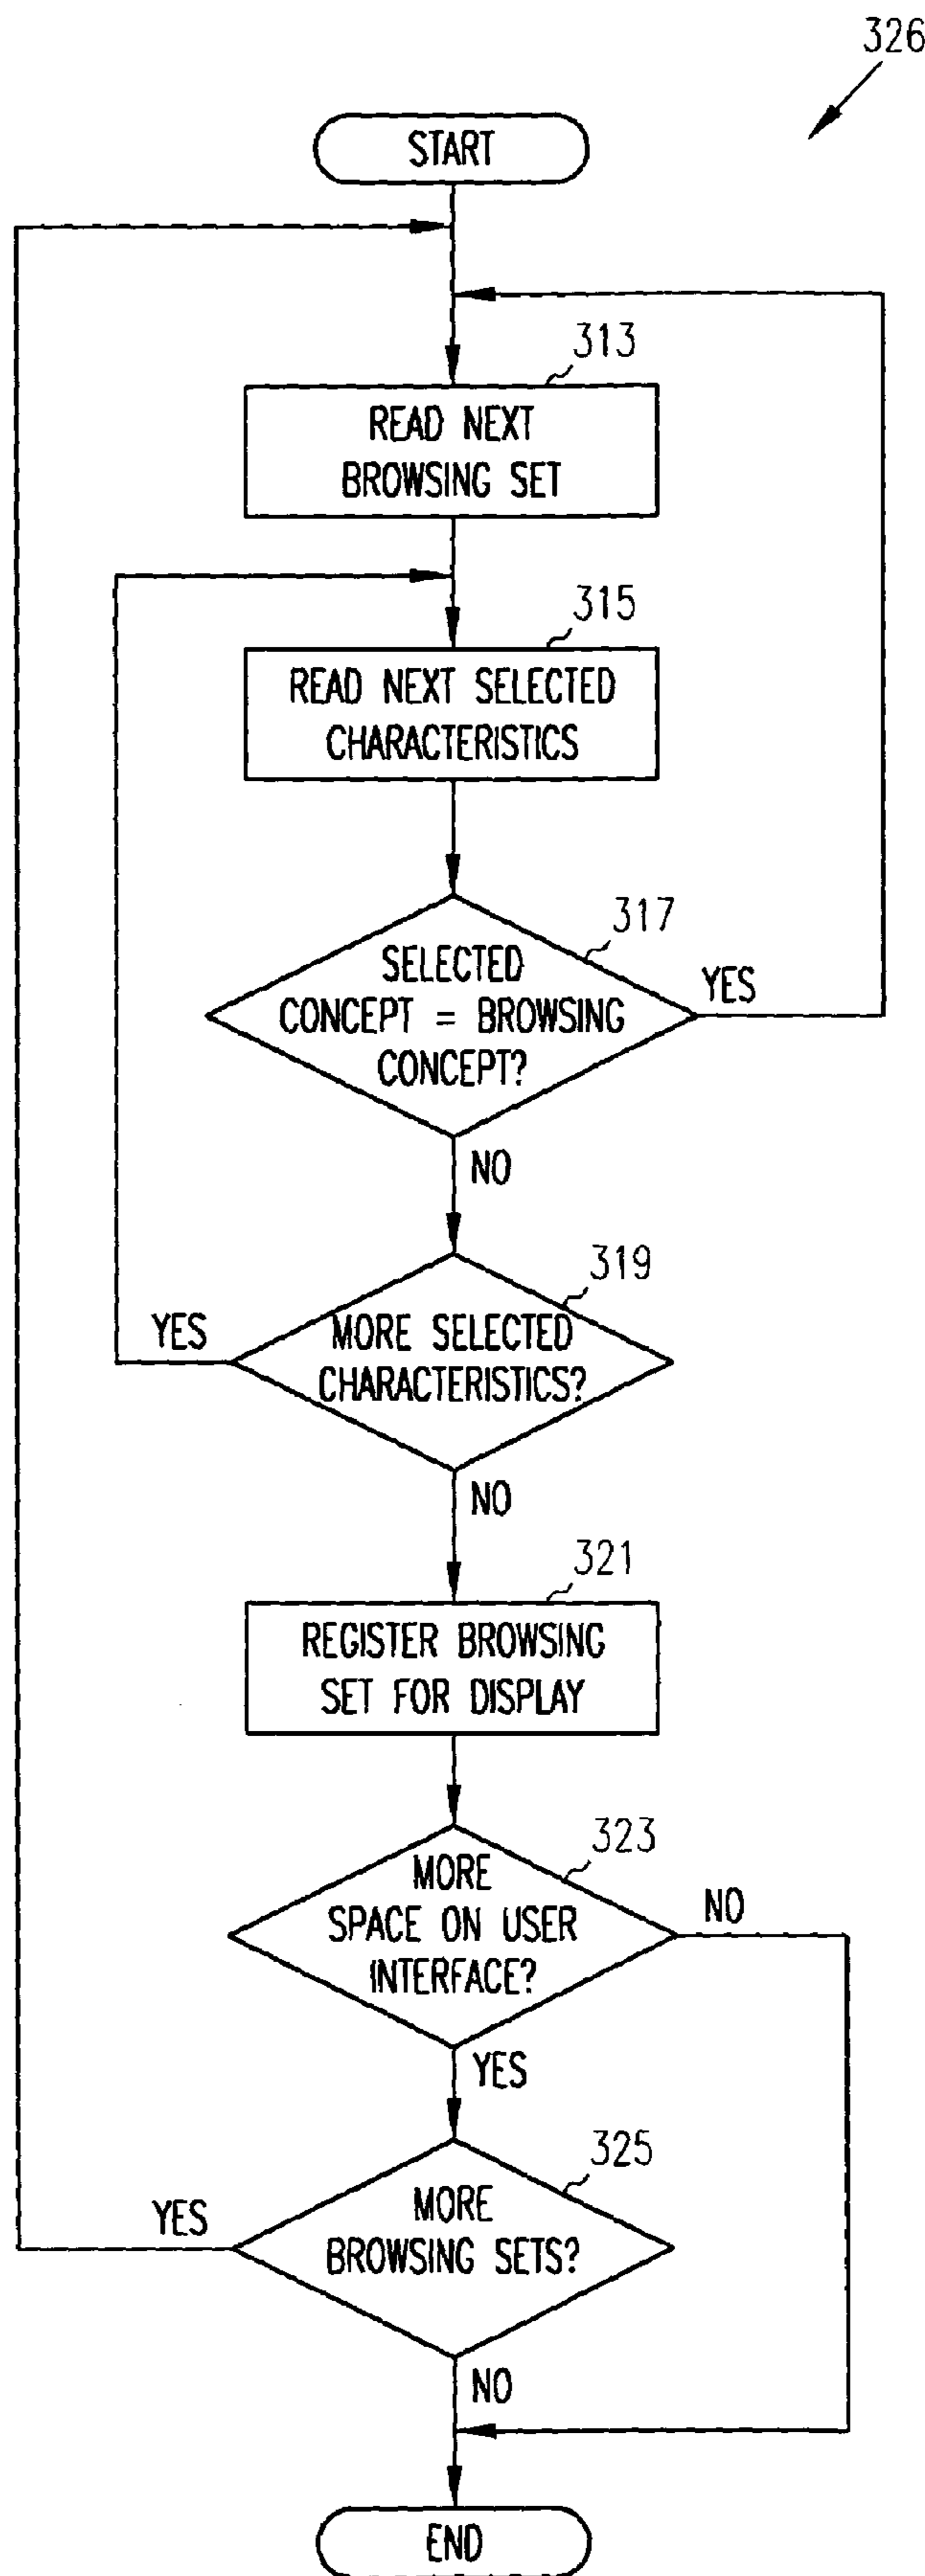 326
START
313
READ NEXT
BROWSING SET
315
READ NEXT SELECTED
CHARACTERISTICS
317
SELECTED
CONCEPT = BROWSING
CONCEPT?
YES
NO
319
MORE SELECTED
CHARACTERISTICS?
YES
NO
321
REGISTER BROWSING
SET FOR DISPLAY
323
MORE
SPACE ON USER
INTERFACE?
NO
YES
325
MORE
BROWSING SETS?
YES
NO
END